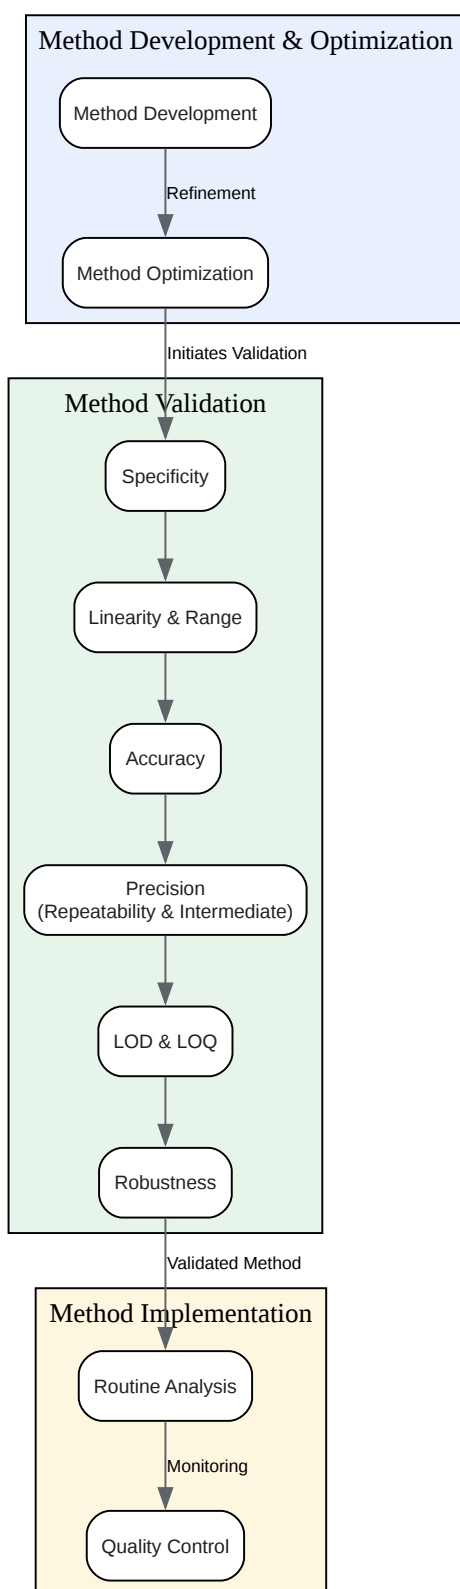 Method Development & Optimization
Method Development
Refinement
Method Optimization
Initiates Validation
Method Validation
Specificity
Linearity & Range
Accuracy
Precision
(Repeatability & Intermediate)
LOD & LOQ
Robustness
Validated Method
Method Implementation
Routine Analysis
Monitoring
Quality Control